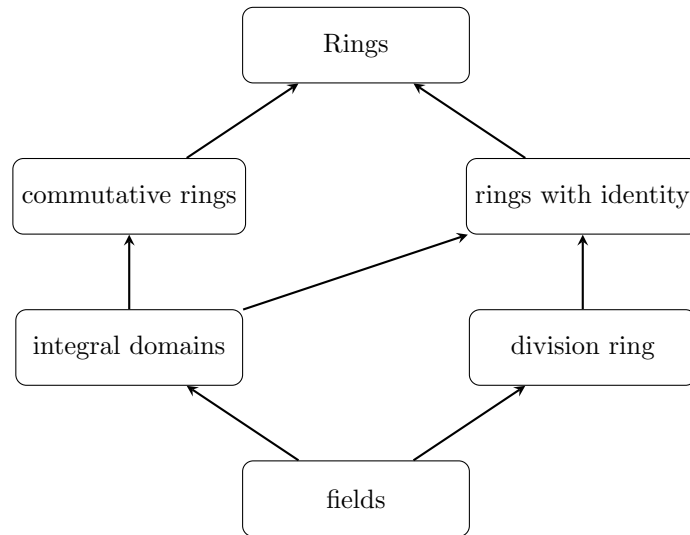 Rings
commutative rings
rings with identity
integral domains
division ring
fields